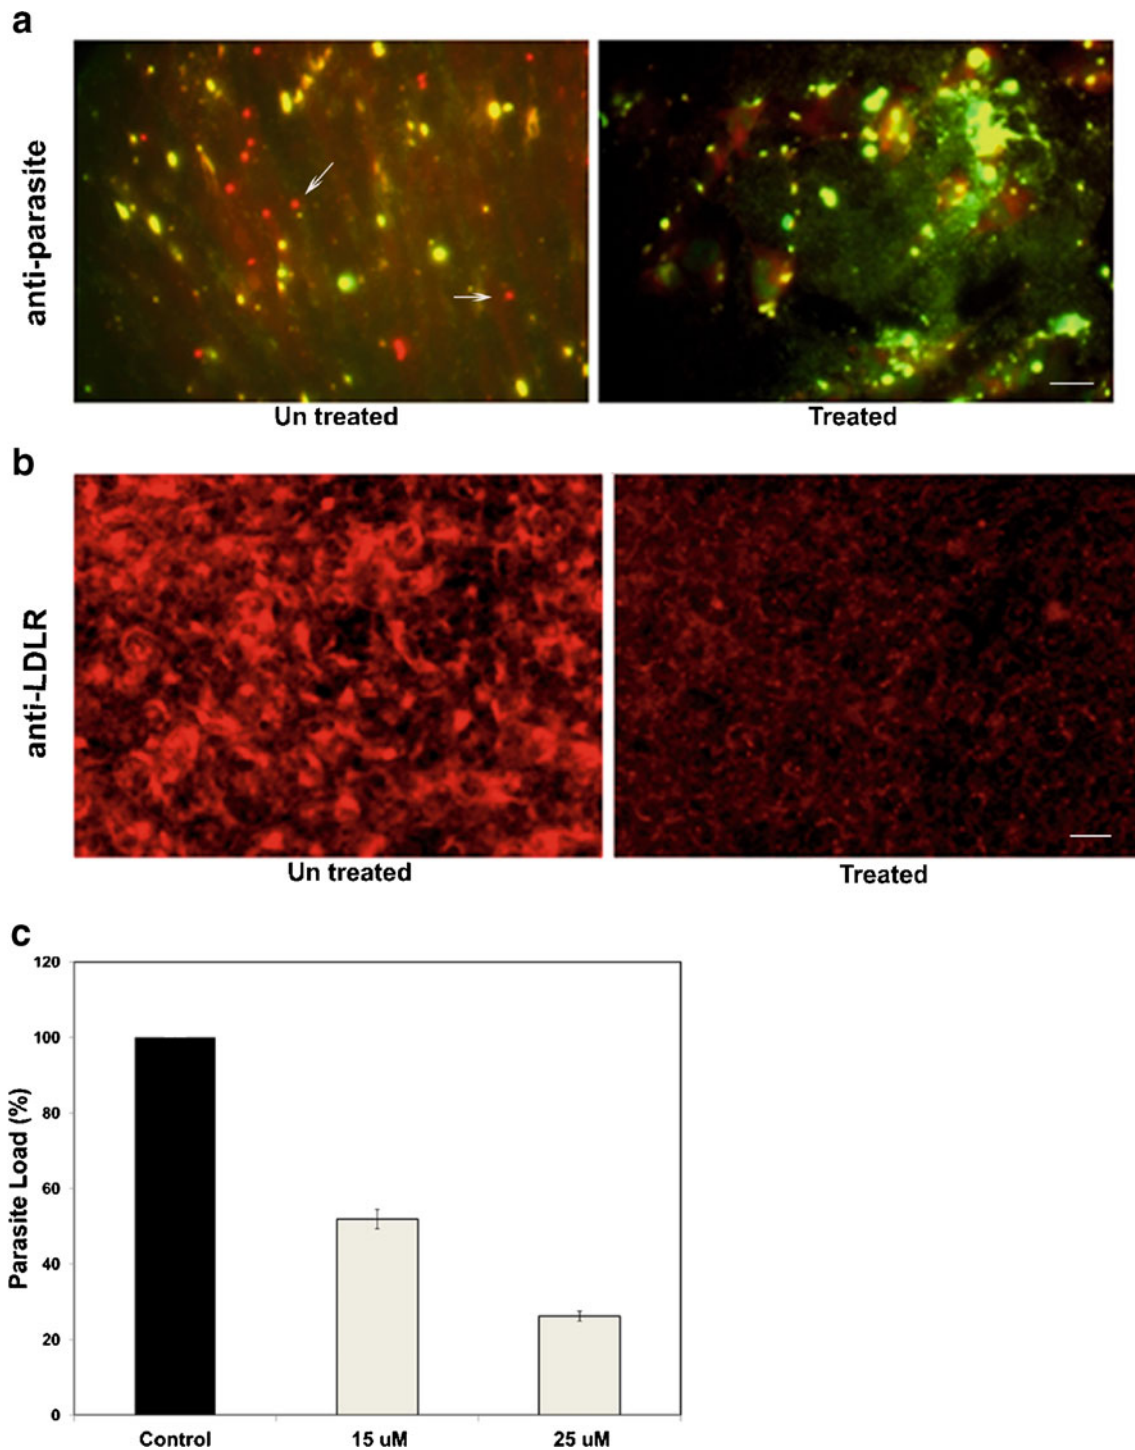 a
anti-parasite
Un treated
Treated
b
anti-LDLR
Un treated
Treated
c
Parasite Load (%)
120
100
80
60
40
20
0
Control
15 uM
25 uM